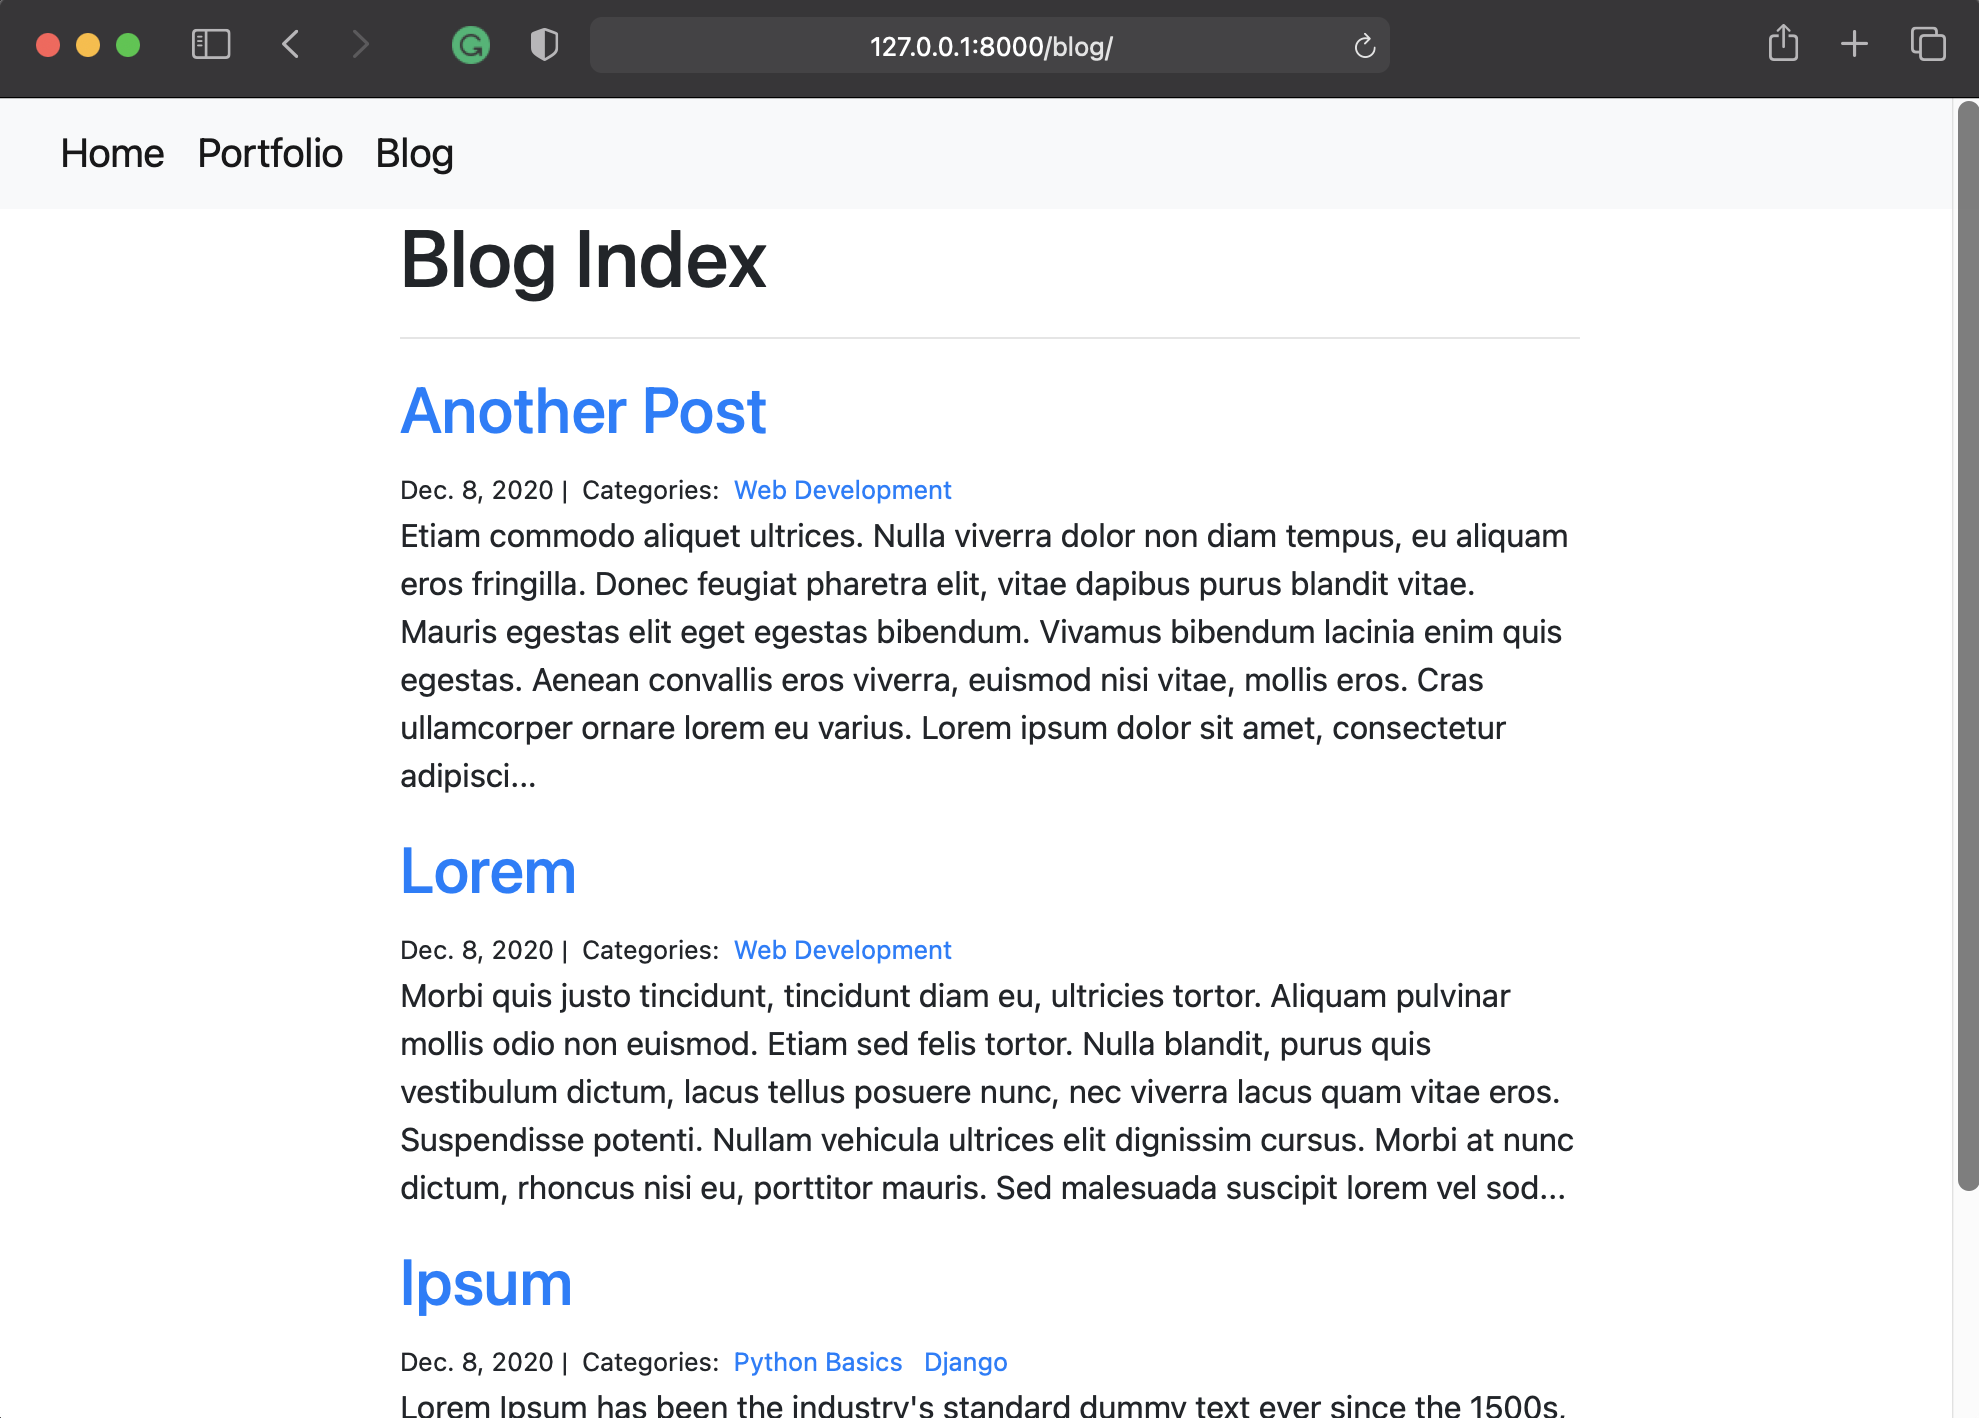 127.0.0.1:8000/blog/
Home Portfolio Blog
Blog Index
Another Post
Dec. 8, 2020 | Categories: Web Development
Etiam commodo aliquet ultrices. Nulla viverra dolor non diam tempus, eu aliquam
eros fringilla. Donec feugiat pharetra elit, vitae dapibus purus blandit vitae.
Mauris egestas elit eget egestas bibendum. Vivamus bibendum lacinia enim quis
egestas. Aenean convallis eros viverra, euismod nisi vitae, mollis eros. Cras
ullamcorper ornare lorem eu varius. Lorem ipsum dolor sit amet, consectetur
adipisci...
Lorem
Dec. 8, 2020 | Categories: Web Development
Morbi quis justo tincidunt, tincidunt diam eu, ultricies tortor. Aliquam pulvinar
mollis odio non euismod. Etiam sed felis tortor. Nulla blandit, purus quis
vestibulum dictum, lacus tellus posuere nunc, nec viverra lacus quam vitae eros.
Suspendisse potenti. Nullam vehicula ultrices elit dignissim cursus. Morbi at nunc
dictum, rhoncus nisi eu, porttitor mauris. Sed malesuada suscipit lorem vel sod...
Ipsum
Dec. 8, 2020 | Categories: Python Basics Django
Lorem Ipsum has been the industry's standard dummy text ever since the 1500s,